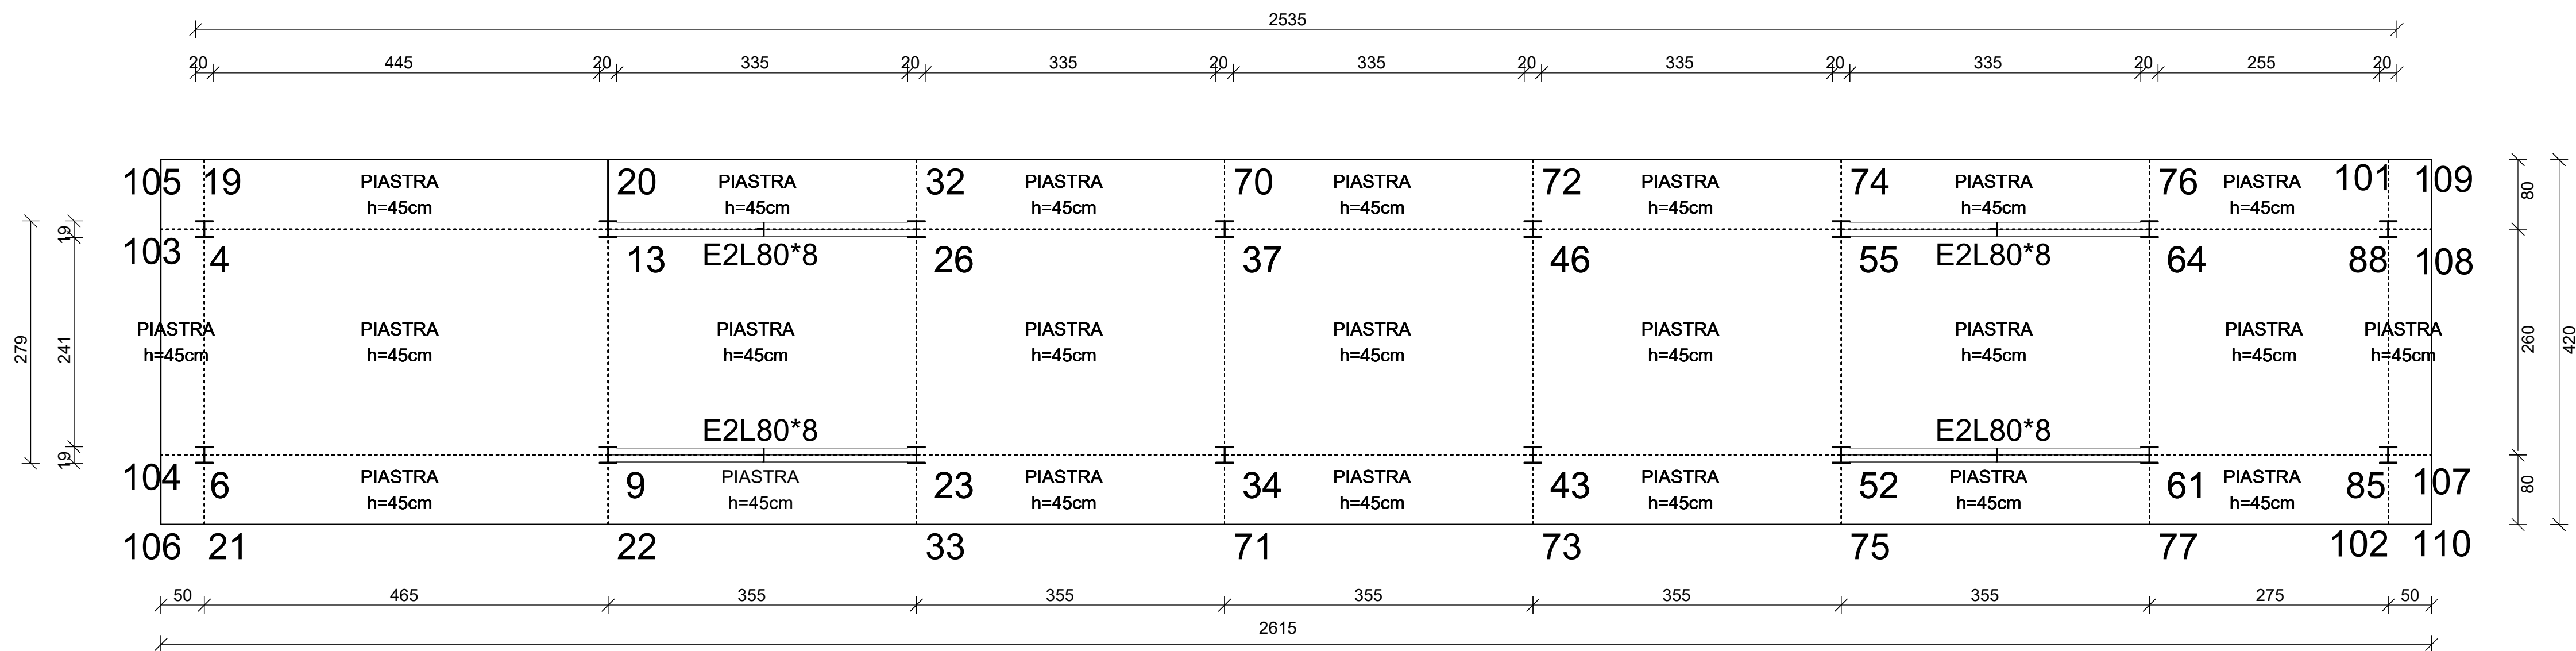 2535
20 445 20 335 20 335 20 335 20 335 20 335 20 255 20
105 19 PIASTRA 20 PIASTRA 32 PIASTRA 70 PIASTRA 72 PIASTRA 74 PIASTRA 76 PIASTRA 101 109
h=45cm h=45cm h=45cm h=45cm h=45cm h=45cm h=45cm
80
19
103 4 13 E2L80*8 26 37 46 55 E2L80*8 64 88 108
PIASTRA PIASTRA PIASTRA PIASTRA PIASTRA PIASTRA PIASTRA PIASTRA PIASTRA
h=45cm h=45cm h=45cm h=45cm h=45cm h=45cm h=45cm h=45cm h=45cm
279 241 260 420
E2L80*8 E2L80*8
19
104 6 PIASTRA 9 PIASTRA 23 PIASTRA 34 PIASTRA 43 PIASTRA 52 PIASTRA 61 PIASTRA 85 107
h=45cm h=45cm h=45cm h=45cm h=45cm h=45cm h=45cm
80
106 21 22 33 71 73 75 77 102 110
50 465 355 355 355 355 355 275 50
2615